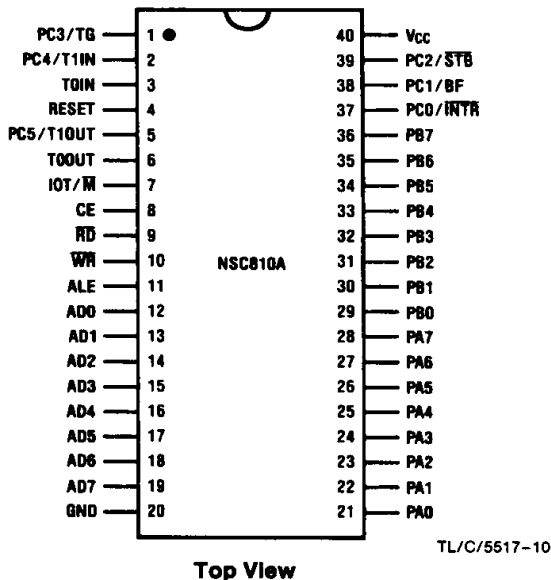 PC3/TG 1 40 VCC
PC4/T1IN 2 39 PC2/STB
T0IN 3 38 PC1/BF
RESET 4 37 PC0/INTR
PC5/T1OUT 5 36 PB7
T0OUT 6 35 PB6
IOT/M 7 34 PB5
CE 8 33 PB4
RD 9 32 PB3
WR 10 NSC810A 31 PB2
ALE 11 30 PB1
AD0 12 29 PB0
AD1 13 28 PA7
AD2 14 27 PA6
AD3 15 26 PA5
AD4 16 25 PA4
AD5 17 24 PA3
AD6 18 23 PA2
AD7 19 22 PA1
GND 20 21 PA0
TL/C/5517-10
Top View